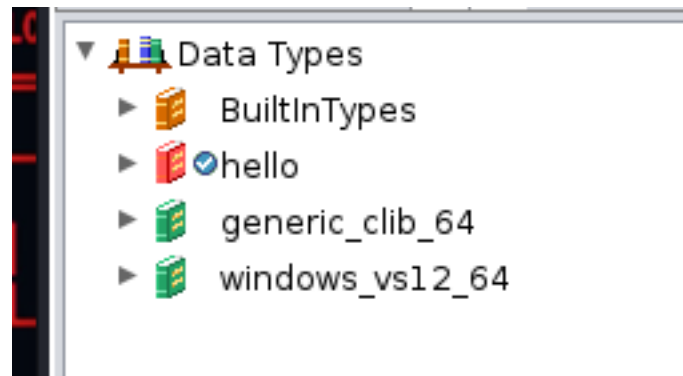 Data Types
BuiltInTypes
hello
generic_clib_64
windows_vs12_64